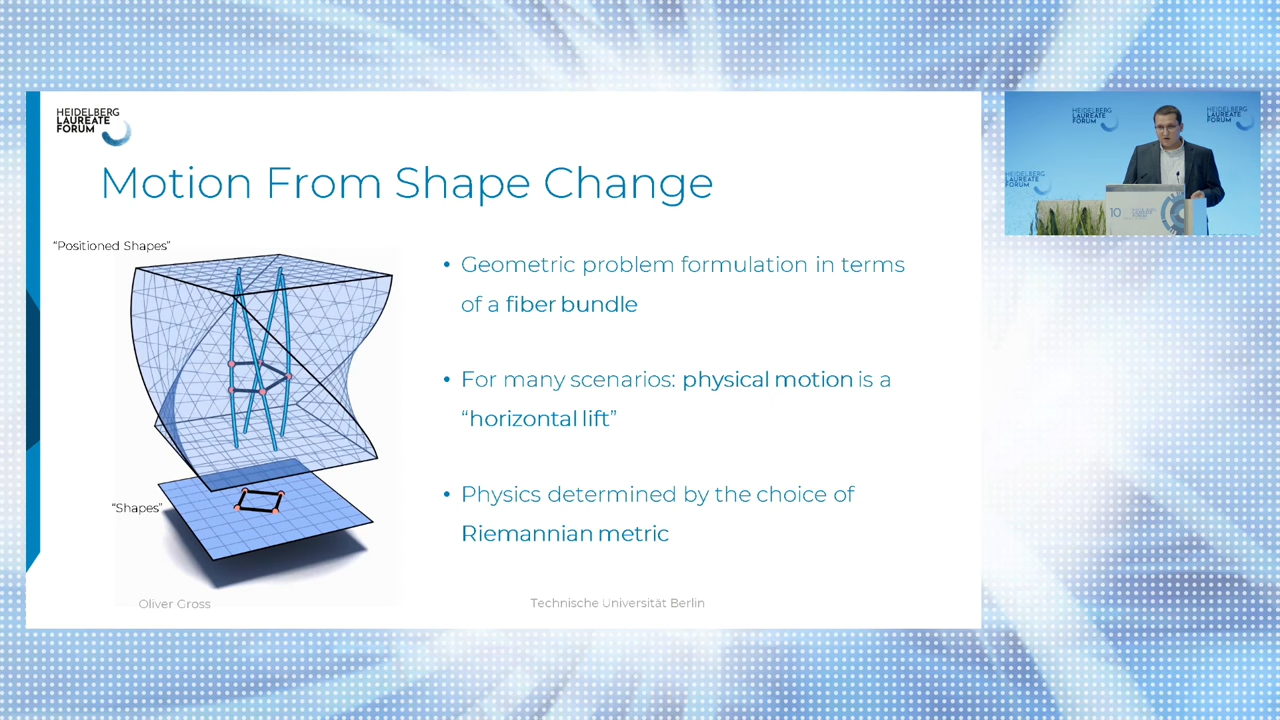 HEIDELBERG
LAUREATE
FORUM
Motion From Shape Change
“Positioned Shapes”
“Shapes”
• Geometric problem formulation in terms
of a fiber bundle
• For many scenarios: physical motion is a
“horizontal lift”
• Physics determined by the choice of
Riemannian metric
Oliver Gross
Technische Universität Berlin
HEIDELBERG
LAUREATE
FORUM
HEIDELBERG
LAUREATE
FORUM
HEIDELBERG
LAUREATE
FORUM
10